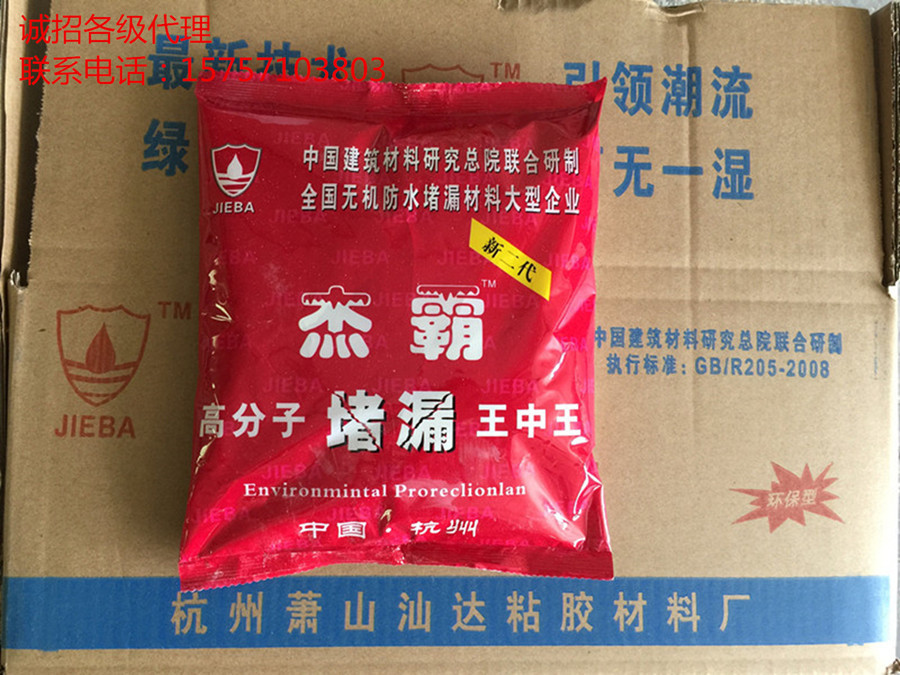 诚招各级代理
联系电话：15757103803
最新技术
TM
引领潮流
绿
无一湿
JIEBA
中国建筑材料研究总院联合研制
全国无机防水堵漏材料大型企业
新二代
杰霸
TM
高分子 堵漏 王中王
Environmintal Proreclionlan
中国·杭州
TM
JIEBA
中国建筑材料研究总院联合研制
执行标准：GB/R205-2008
环保型
杭州萧山汕达粘胶材料厂